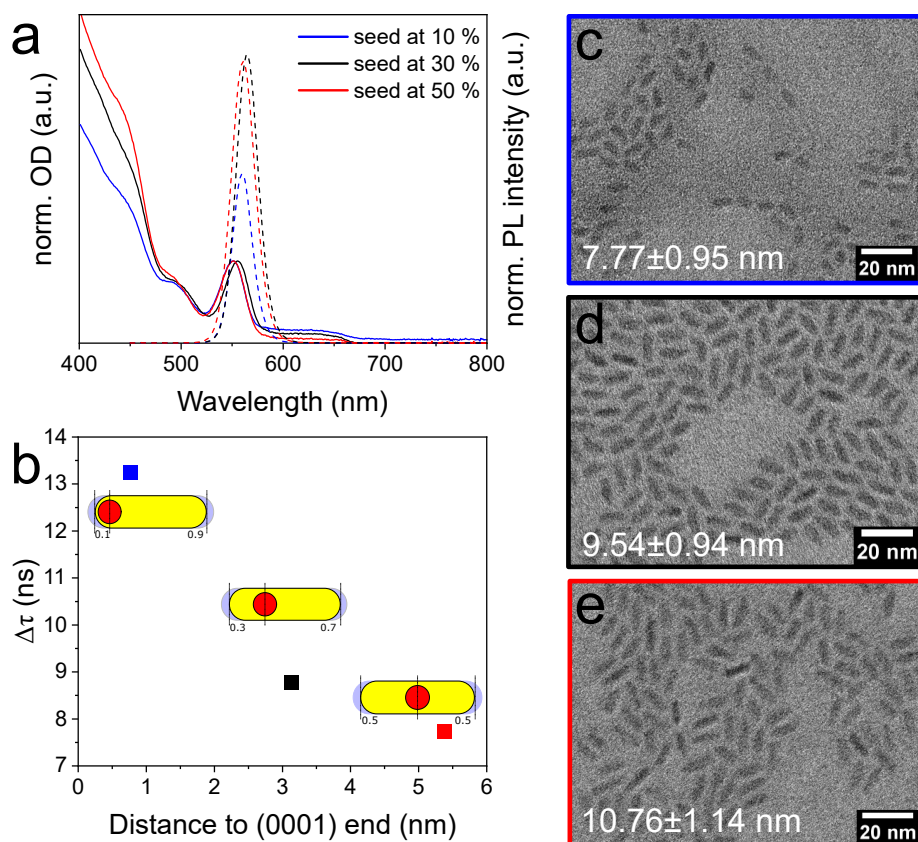 a
norm. OD (a.u.)
seed at 10 %
seed at 30 %
seed at 50 %
norm. PL intensity (a.u.)
400 500 600 700 800
Wavelength (nm)
b
Δτ (ns)
14
13
12
11
10
9
8
7
0.1 0.9
0.3 0.7
0.5 0.5
0 1 2 3 4 5 6
Distance to (0001) end (nm)
c
7.77±0.95 nm
20 nm
d
9.54±0.94 nm
20 nm
e
10.76±1.14 nm
20 nm